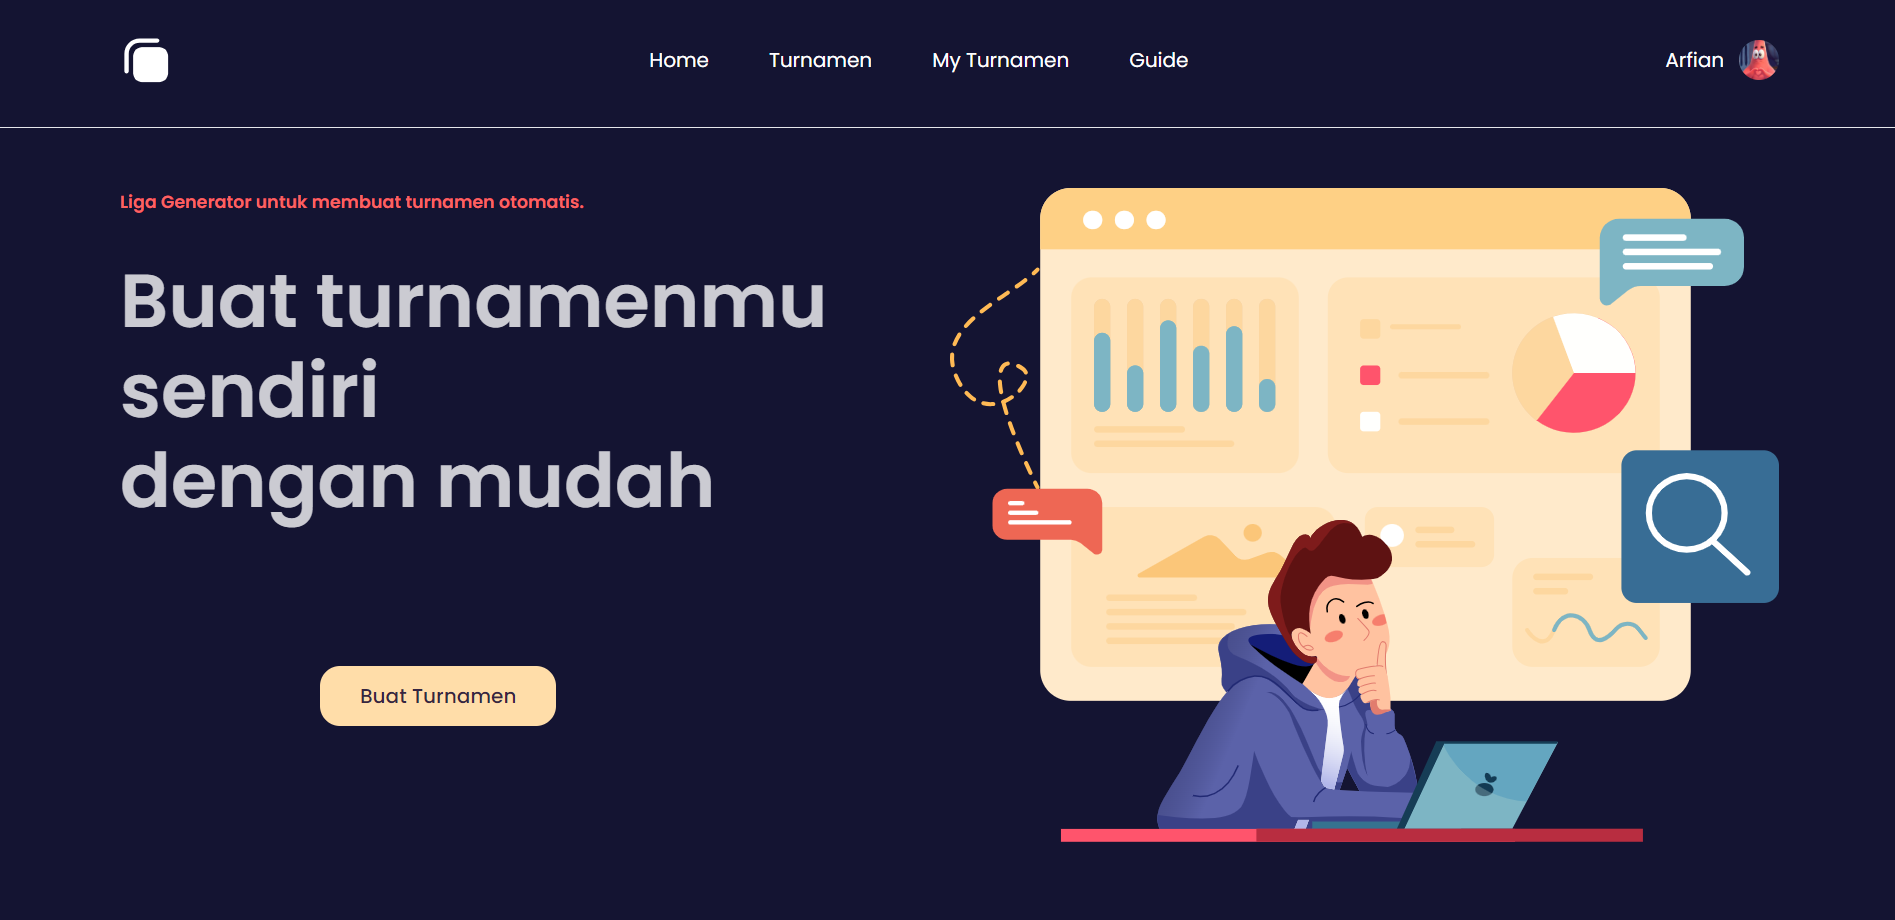 Home
Turnamen
My Turnamen
Guide
Arfian
Liga Generator untuk membuat turnamen otomatis.
Buat turnamenmu
sendiri
dengan mudah
Buat Turnamen